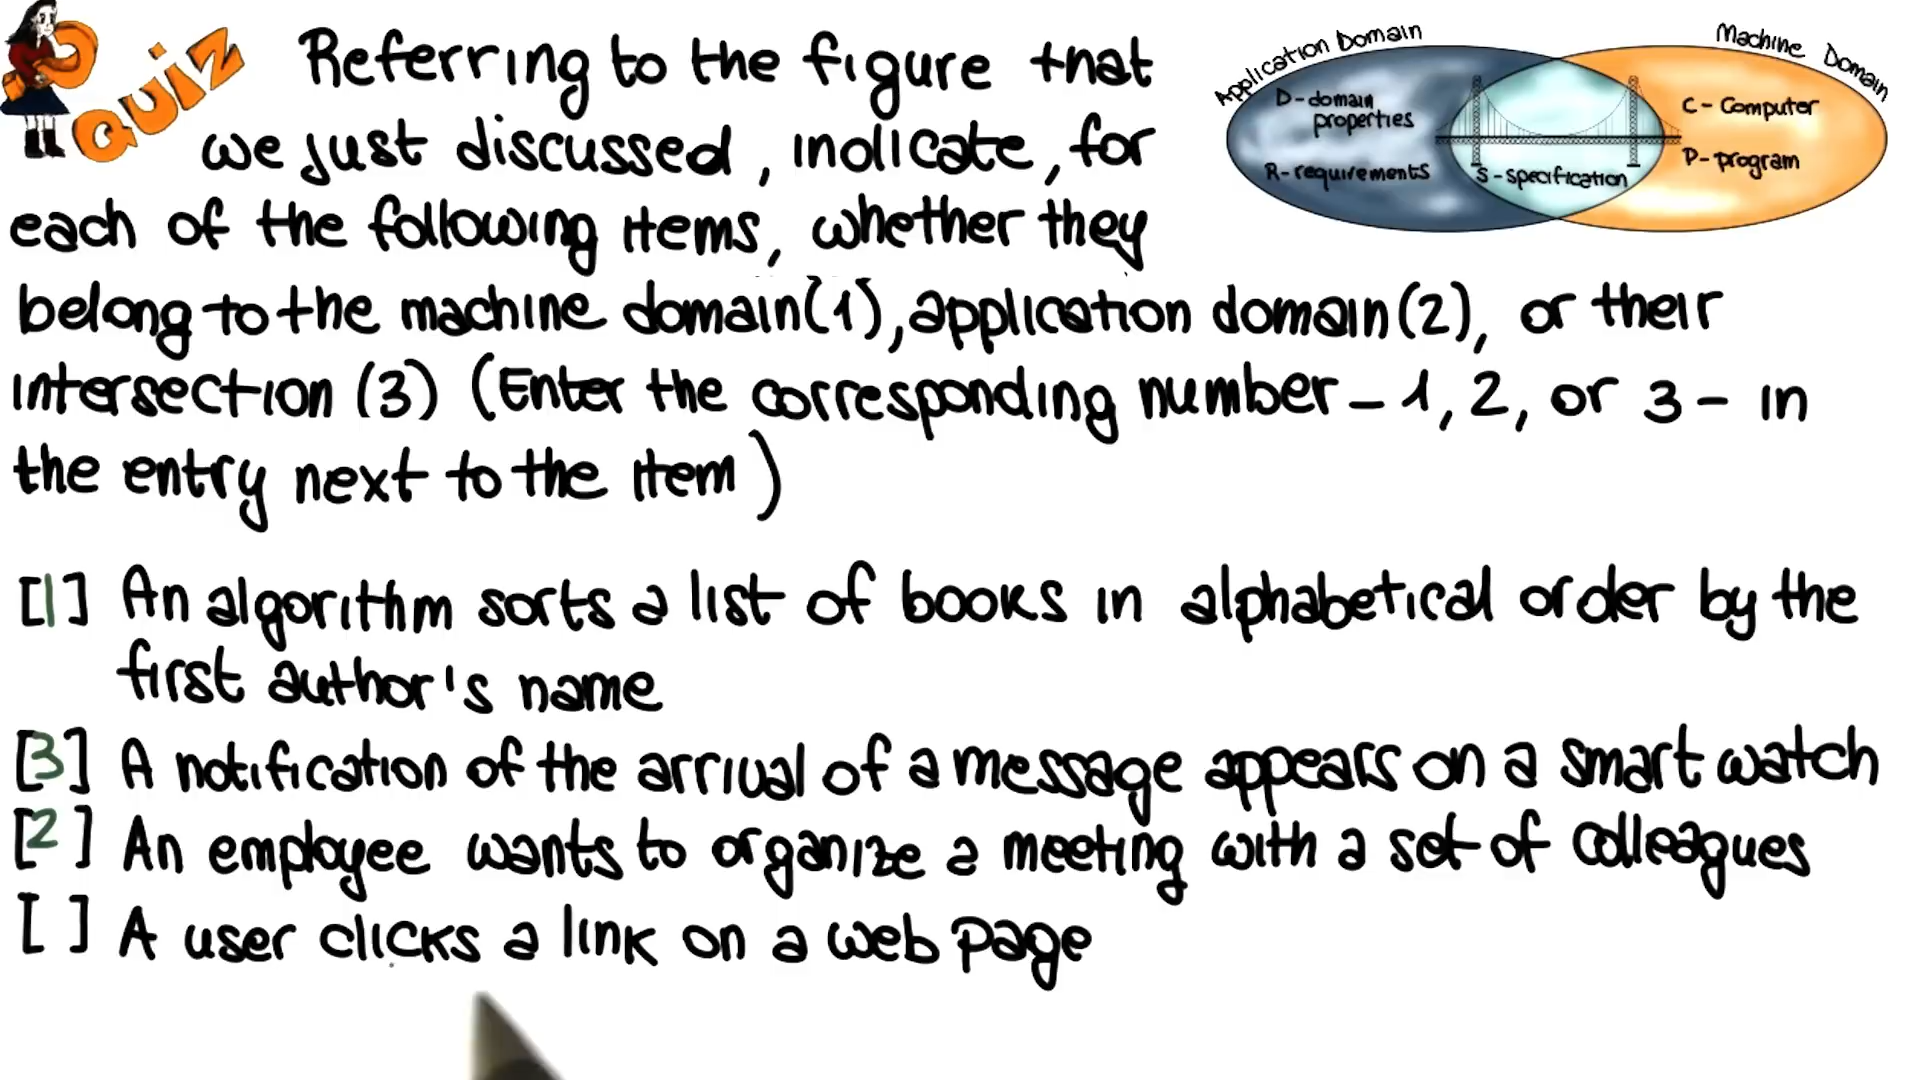 QUIZ
Referring to the figure that
we just discussed, indicate, for
each of the following items, whether they
belong to the machine domain(1), application domain(2), or their
intersection (3) (Enter the corresponding number – 1, 2, or 3 – in
the entry next to the item)
Application Domain
Machine Domain
D-domain
properties
R-requirements
S-specification
C-Computer
P-program
[1] An algorithm sorts a list of books in alphabetical order by the
first author's name
[3] A notification of the arrival of a message appears on a smart watch
[2] An employee wants to organize a meeting with a set of colleagues
[ ] A user clicks a link on a web page